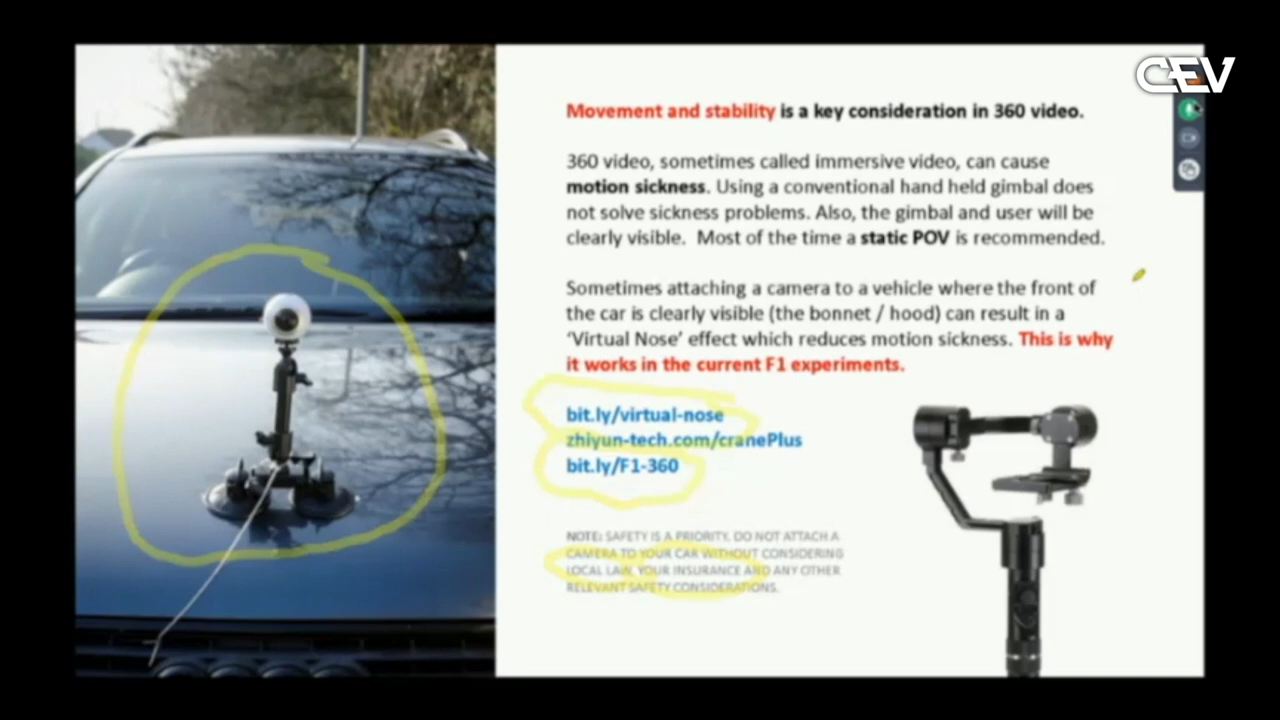 CEV
Movement and stability is a key consideration in 360 video.
360 video, sometimes called immersive video, can cause
motion sickness. Using a conventional hand held gimbal does
not solve sickness problems. Also, the gimbal and user will be
clearly visible.  Most of the time a static POV is recommended.
Sometimes attaching a camera to a vehicle where the front of
the car is clearly visible (the bonnet / hood) can result in a
‘Virtual Nose’ effect which reduces motion sickness. This is why
it works in the current F1 experiments.
bit.ly/virtual-nose
zhiyun-tech.com/cranePlus
bit.ly/F1-360
NOTE: SAFETY IS A PRIORITY. DO NOT ATTACH A
CAMERA TO YOUR CAR WITHOUT CONSIDERING
LOCAL LAW, YOUR INSURANCE AND ANY OTHER
RELEVANT SAFETY CONSIDERATIONS.